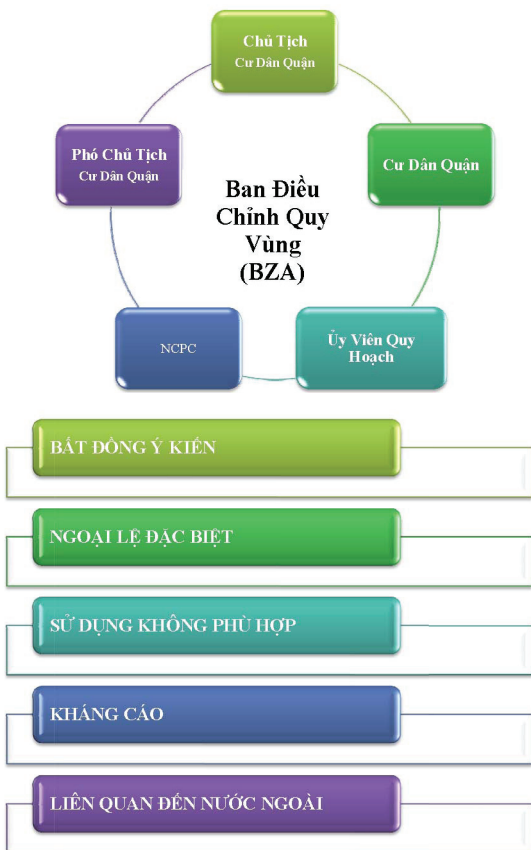 Chủ Tịch
Cư Dân Quận
Phó Chủ Tịch
Cư Dân Quận
Cư Dân Quận
Ban Điều
Chỉnh Quy
Vùng
(BZA)
NCPC
Ủy Viên Quy
Hoạch
BẤT ĐỒNG Ý KIẾN
NGOẠI LỆ ĐẶC BIỆT
SỬ DỤNG KHÔNG PHÙ HỢP
KHÁNG CÁO
LIÊN QUAN ĐẾN NƯỚC NGOÀI